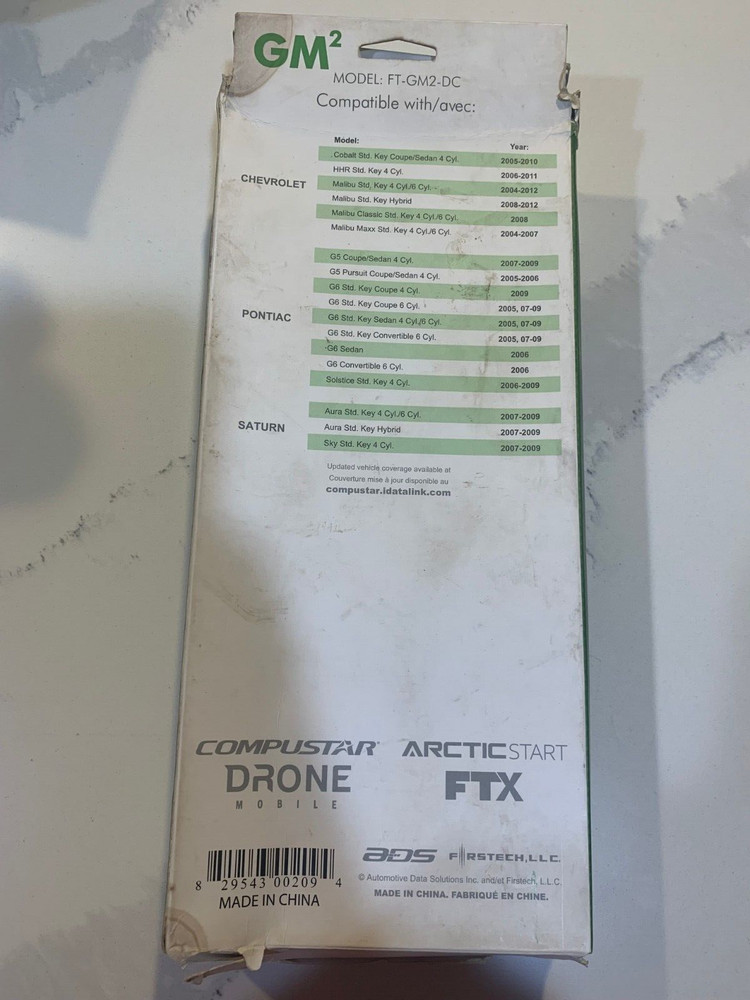 GM²
MODEL: FT-GM2-DC
Compatible with/avec:
Model: Year:
CHEVROLET
Cobalt Std. Key Coupe/Sedan 4 Cyl. 2005-2010
HHR Std. Key 4 Cyl. 2006-2011
Malibu Std, Key 4 Cyl./6 Cyl. 2004-2012
Malibu Std. Key Hybrid 2008-2012
Malibu Classic Std. Key 4 Cyl./6 Cyl. 2008
Malibu Maxx Std. Key 4 Cyl./6 Cyl. 2004-2007
PONTIAC
G5 Coupe/Sedan 4 Cyl. 2007-2009
G5 Pursuit Coupe/Sedan 4 Cyl. 2005-2006
G6 Std. Key Coupe 4 Cyl. 2009
G6 Std. Key Coupe 6 Cyl. 2005, 07-09
G6 Std. Key Sedan 4 Cyl./6 Cyl. 2005, 07-09
G6 Std. Key Convertible 6 Cyl. 2005, 07-09
G6 Sedan 2006
G6 Convertible 6 Cyl. 2006
Solstice Std. Key 4 Cyl. 2006-2009
SATURN
Aura Std. Key 4 Cyl./6 Cyl. 2007-2009
Aura Std. Key Hybrid 2007-2009
Sky Std. Key 4 Cyl. 2007-2009
Updated vehicle coverage available at
Couverture mise à jour disponible au
compustar.idatalink.com
COMPUSTAR ARCTICSTART
DRONE MOBILE FTX
8 29543 00209 4
MADE IN CHINA
ADS FIRSTECH, LLC.
© Automotive Data Solutions Inc. and/et Firstech, L.L.C.
MADE IN CHINA. FABRIQUÉ EN CHINE.